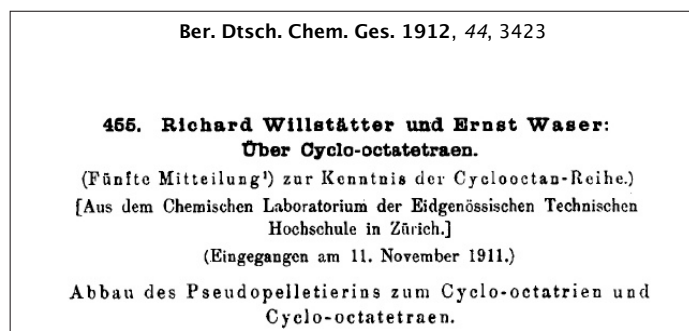 Ber. Dtsch. Chem. Ges. 1912, 44, 3423
455. Richard Willstätter und Ernst Waser:
Über Cyclo-octatetraen.
(Fünfte Mitteilung¹) zur Kenntnis der Cyclooctan-Reihe.)
[Aus dem Chemischen Laboratorium der Eidgenössischen Technischen
Hochschule in Zürich.]
(Eingegangen am 11. November 1911.)
Abbau des Pseudopelletierins zum Cyclo-octatrien und
Cyclo-octatetraen.